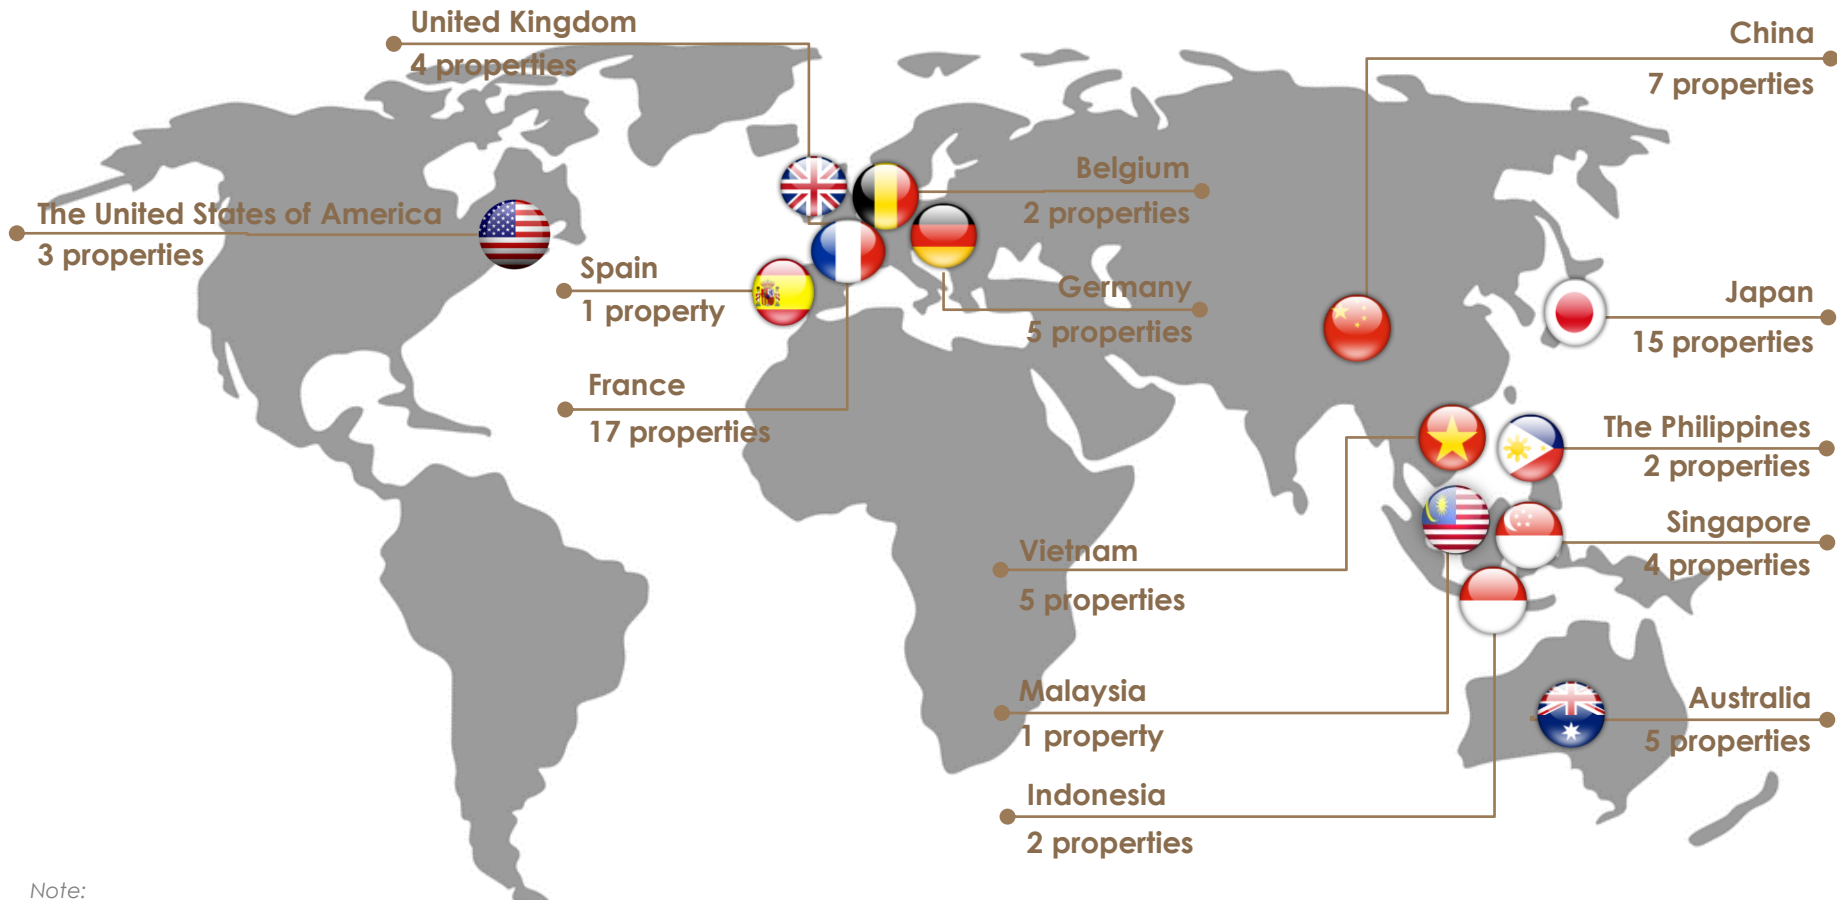 United Kingdom
4 properties
China
7 properties
Belgium
2 properties
The United States of America
3 properties
Spain
1 property
Germany
5 properties
Japan
15 properties
France
17 properties
The Philippines
2 properties
Singapore
4 properties
Vietnam
5 properties
Malaysia
1 property
Australia
5 properties
Indonesia
2 properties
Note: